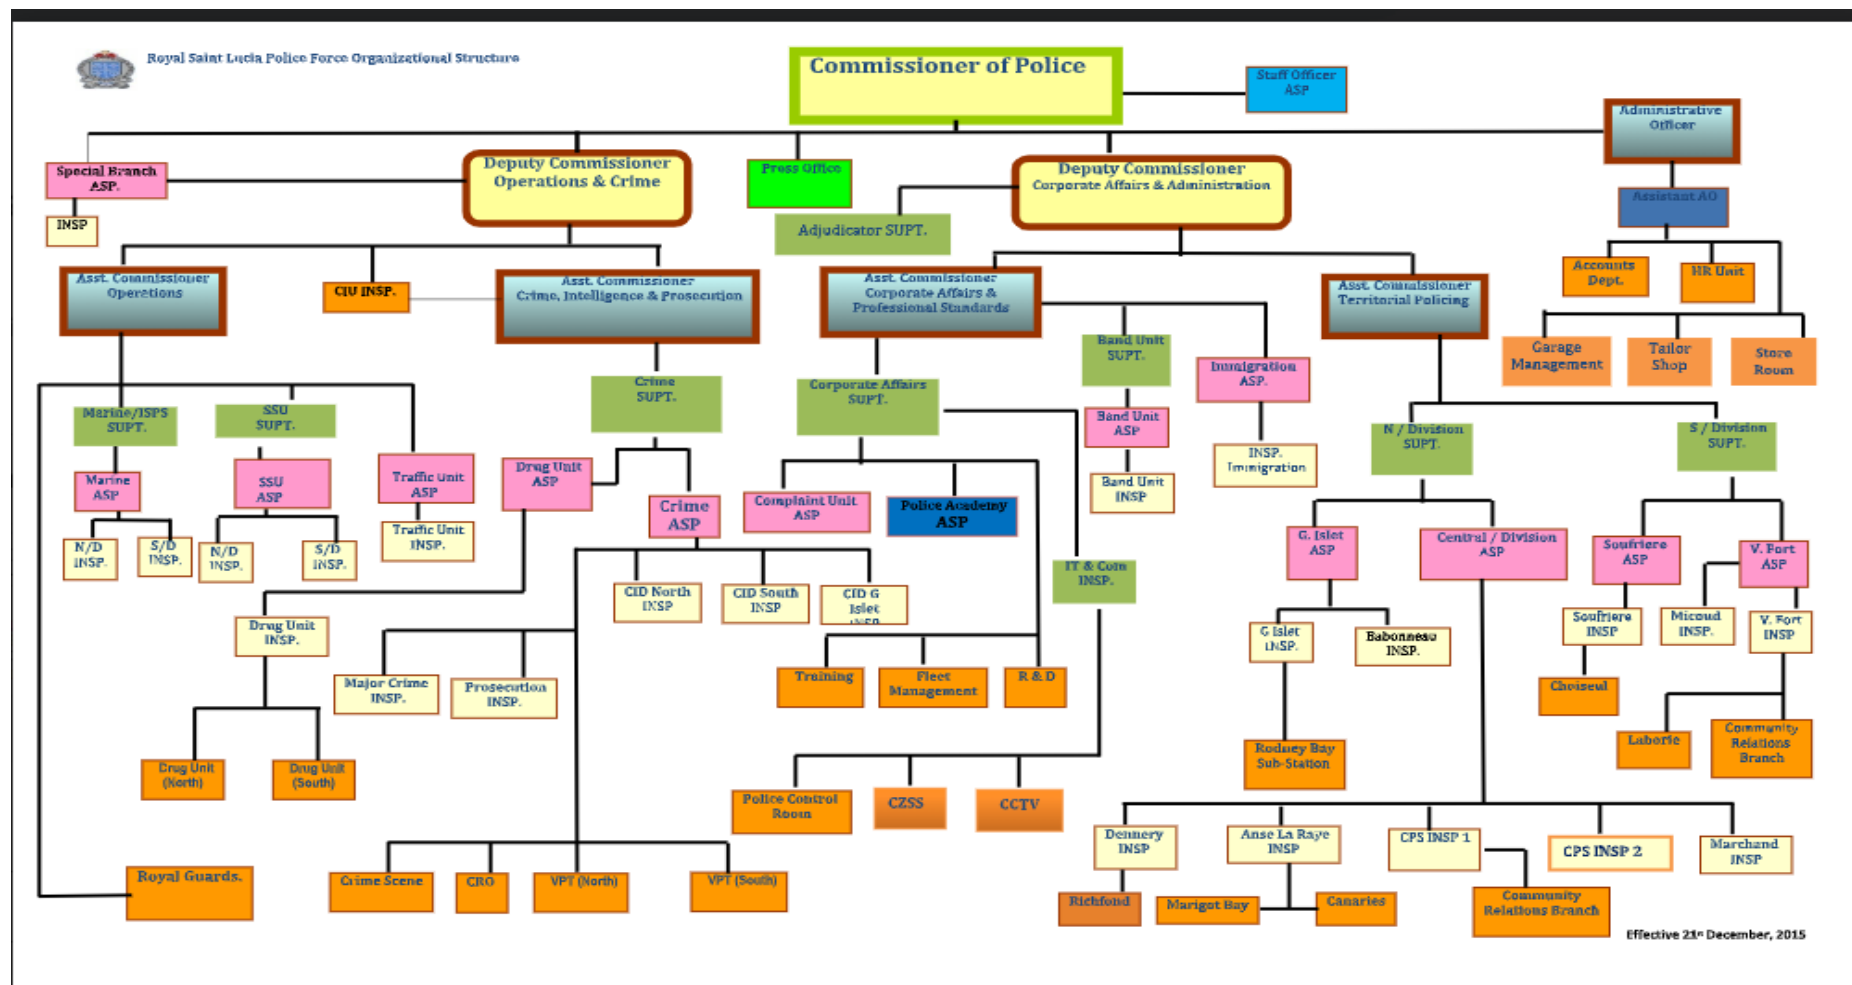 Royal Saint Lucia Police Force Organizational Structure
Commissioner of Police
Staff Officer
ASP
Administrative
Officer
Special Branch
ASP.
Deputy Commissioner
Operations & Crime
Press Office
Deputy Commissioner
Corporate Affairs & Administration
Assistant AO
INSP
Adjudicator SUPT.
Accounts
Dept.
HR Unit
Asst. Commissioner
Operations
CIU INSP.
Asst. Commissioner
Crime, Intelligence & Prosecution
Asst. Commissioner
Corporate Affairs &
Professional Standards
Asst. Commissioner
Territorial Policing
Band Unit
SUPT.
Immigration
ASP.
Garage
Management
Tailor
Shop
Store
Room
Marine/ISPS
SUPT.
SSU
SUPT.
Crime
SUPT.
Corporate Affairs
SUPT.
Band Unit
ASP
INSP.
Immigration
N / Division
SUPT.
S / Division
SUPT.
Marine
ASP
SSU
ASP
Traffic Unit
ASP
Drug Unit
ASP
Crime
ASP
Complaint Unit
ASP
Police Academy
ASP
Band Unit
INSP
N/D
INSP.
S/D
INSP.
N/D
INSP.
S/D
INSP.
Traffic Unit
INSP.
G. Islet
ASP
Central / Division
ASP
Soufriere
ASP
V. Fort
ASP
CID North
INSP
CID South
INSP
CID G
Islet
INSP
IT & Com
INSP.
Drug Unit
INSP.
G Islet
INSP.
Babonneau
INSP.
Soufriere
INSP
Micoud
INSP.
V. Fort
INSP
Major Crime
INSP.
Prosecution
INSP.
Training
Fleet
Management
R & D
Choiseul
Laborie
Community
Relations
Branch
Drug Unit
(North)
Drug Unit
(South)
Rodney Bay
Sub-Station
Police Control
Room
CZSS
CCTV
Dennery
INSP
Anse La Raye
INSP
CPS INSP 1
CPS INSP 2
Marchand
INSP
Royal Guards.
Crime Scene
CRO
VPT (North)
VPT (South)
Richfond
Marigot Bay
Canaries
Community
Relations Branch
Effective 21st December, 2015